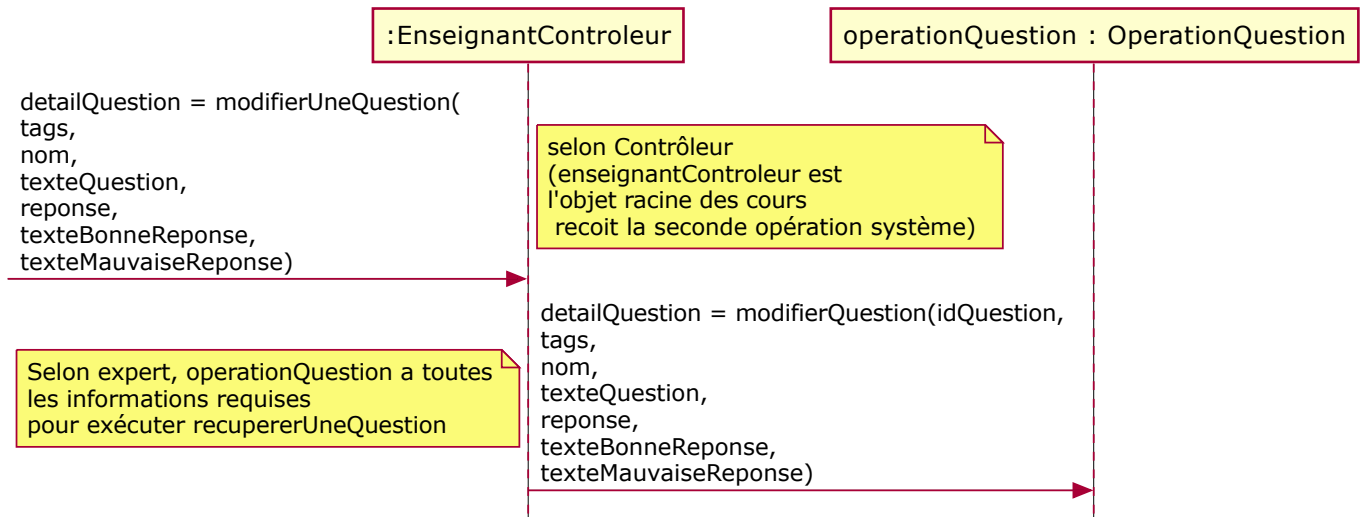 :EnseignantControleur
operationQuestion : OperationQuestion
detailQuestion = modifierUneQuestion(
tags,
nom,
texteQuestion,
reponse,
texteBonneReponse,
texteMauvaiseReponse)
selon Contrôleur
(enseignantControleur est
l'objet racine des cours
recoit la seconde opération système)
detailQuestion = modifierQuestion(idQuestion,
tags,
nom,
texteQuestion,
reponse,
texteBonneReponse,
texteMauvaiseReponse)
Selon expert, operationQuestion a toutes
les informations requises
pour exécuter recupererUneQuestion